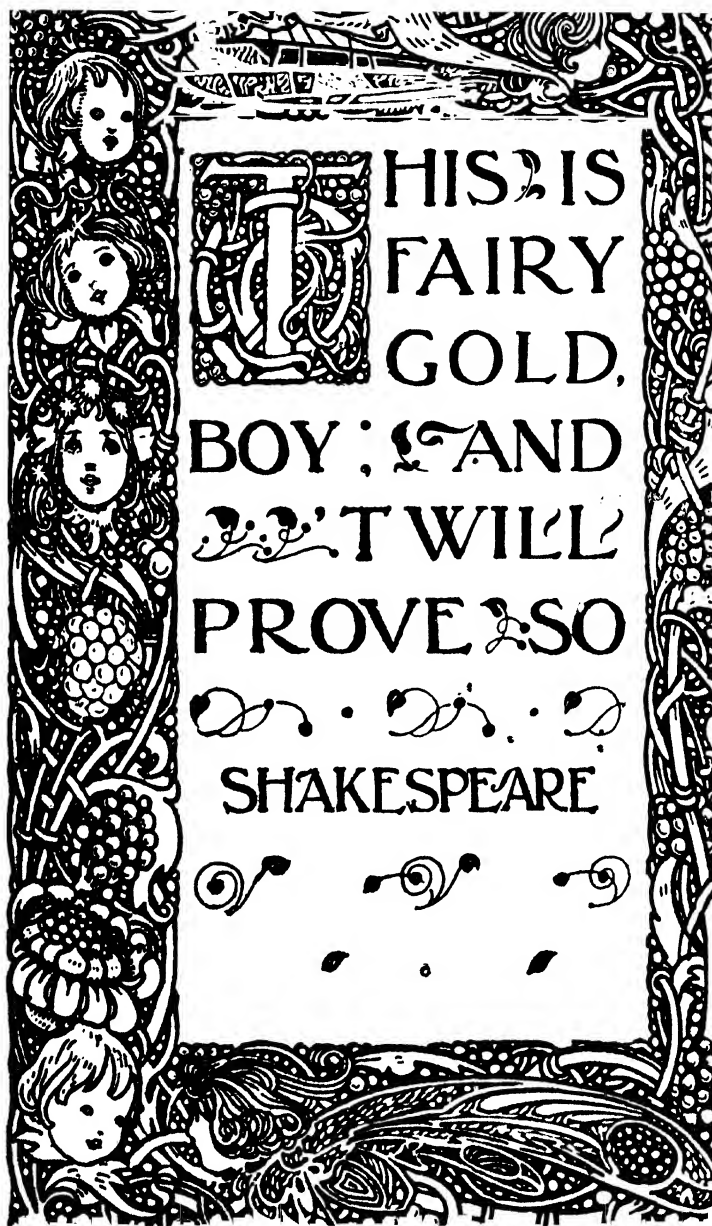 THIS IS
FAIRY
GOLD,
BOY; AND
'TWILL
PROVE SO
SHAKESPEARE